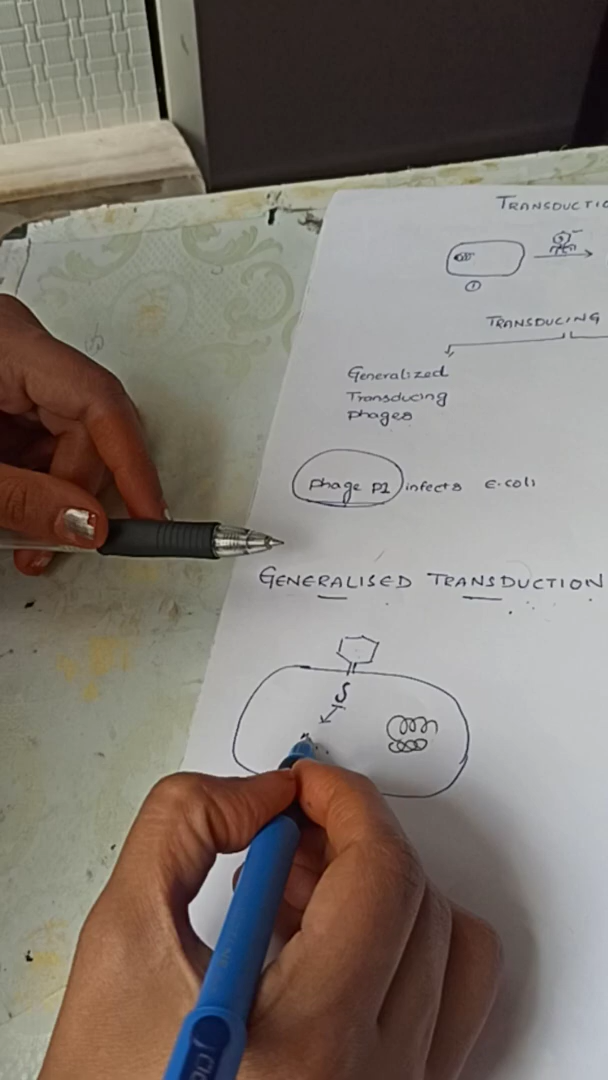 TRANSDUCTIO
①
TRANSDUCING
Generalized
Transducing
phages
phage P1 infects E.coli
GENERALISED TRANSDUCTION